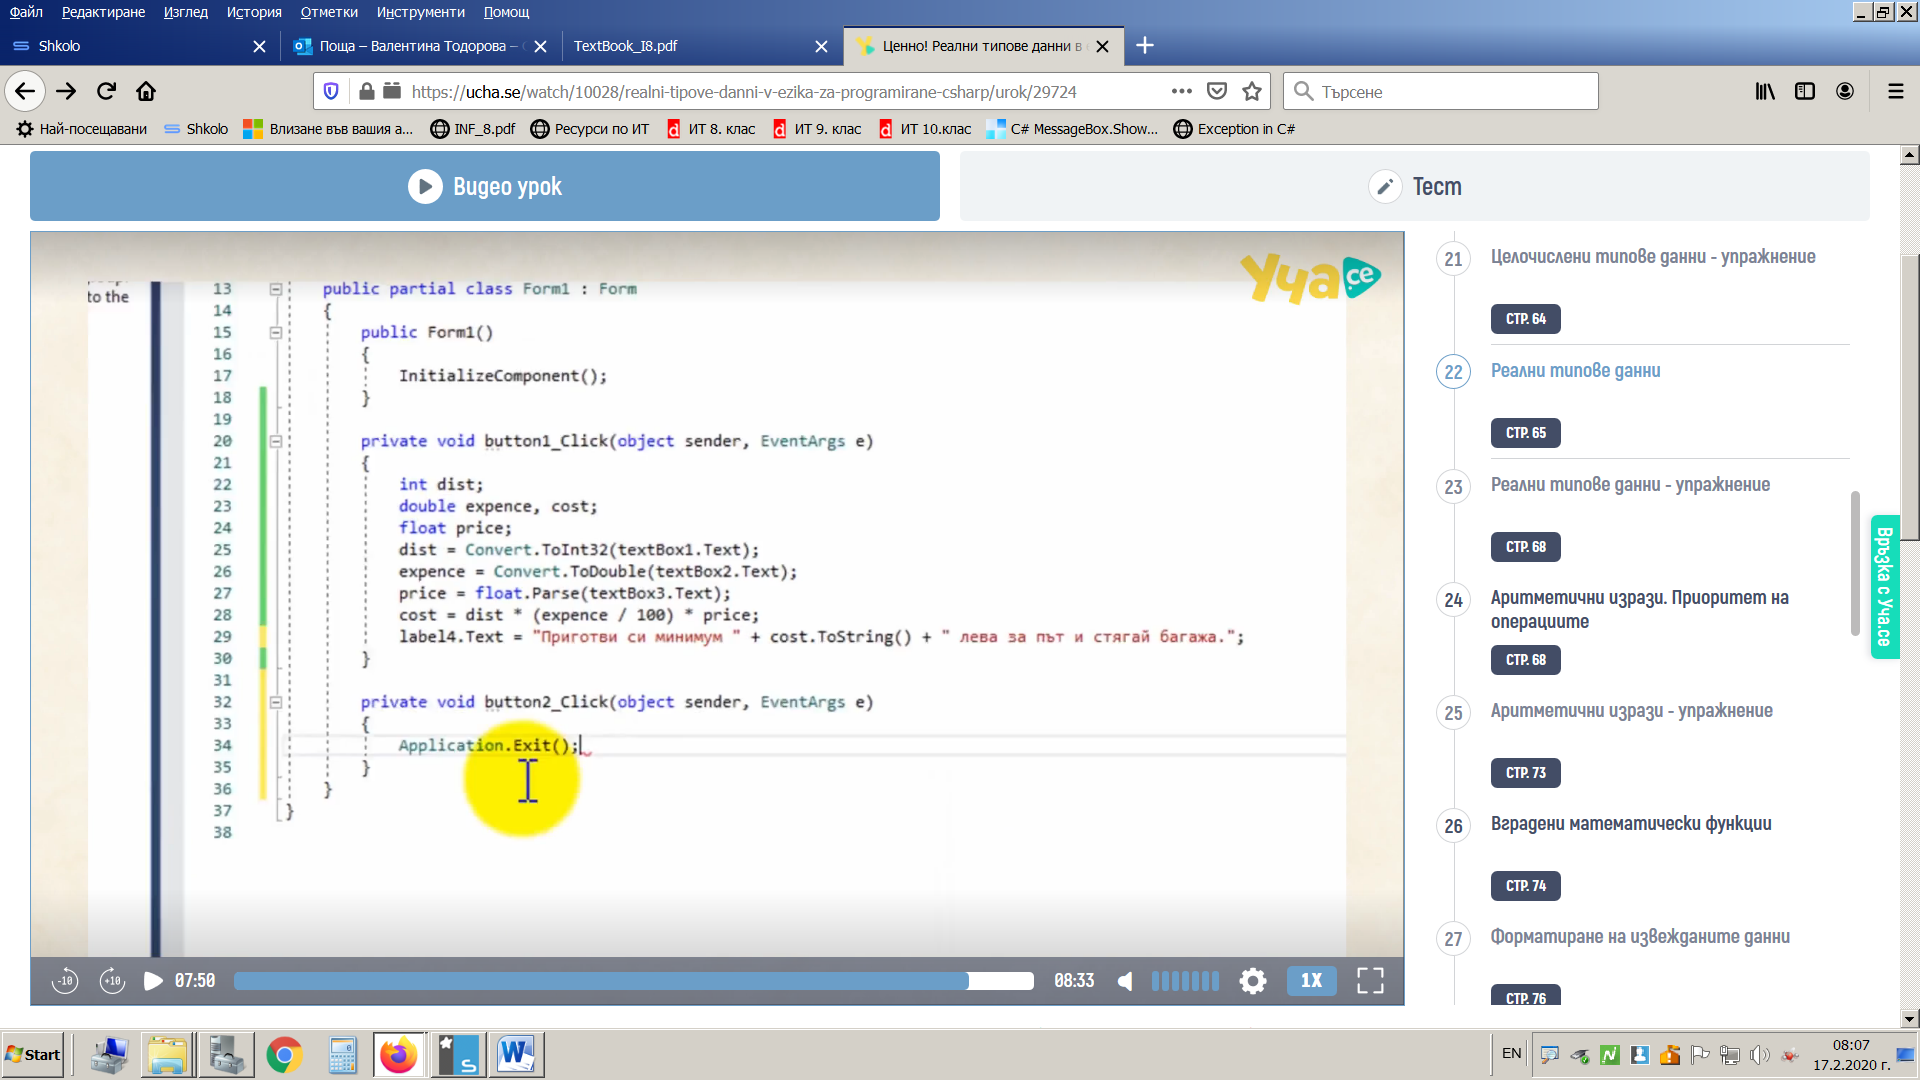 Файл Редактиране Изглед История Отметки Инструменти Помощ
Shkolo
Поща – Валентина Тодорова –
TextBook_I8.pdf
Ценно! Реални типове данни в
https://ucha.se/watch/10028/realni-tipove-danni-v-ezika-za-programirane-csharp/urok/29724
Търсене
Най-посещавани Shkolo Влизане във вашия а... INF_8.pdf Ресурси по ИТ ИТ 8. клас ИТ 9. клас ИТ 10.клас C# MessageBox.Show... Exception in C#
Видео урок
Тест
Уча.се
to the
13 public partial class Form1 : Form
14 {
15 public Form1()
16 {
17 InitializeComponent();
18 }
19
20 private void button1_Click(object sender, EventArgs e)
21 {
22 int dist;
23 double expence, cost;
24 float price;
25 dist = Convert.ToInt32(textBox1.Text);
26 expence = Convert.ToDouble(textBox2.Text);
27 price = float.Parse(textBox3.Text);
28 cost = dist * (expence / 100) * price;
29 label4.Text = "Приготви си минимум " + cost.ToString() + " лева за път и стягай багажа.";
30 }
31
32 private void button2_Click(object sender, EventArgs e)
33 {
34 Application.Exit();
35 }
36 }
37 }
38
-10 +10 07:50 08:33 1X
21 Целочислени типове данни - упражнение
СТР. 64
22 Реални типове данни
СТР. 65
23 Реални типове данни - упражнение
СТР. 68
24 Аритметични изрази. Приоритет на
операциите
СТР. 68
25 Аритметични изрази - упражнение
СТР. 73
26 Вградени математически функции
СТР. 74
27 Форматиране на извежданите данни
СТР. 76
Връзка с Уча.се
Start
EN
08:07
17.2.2020 г.